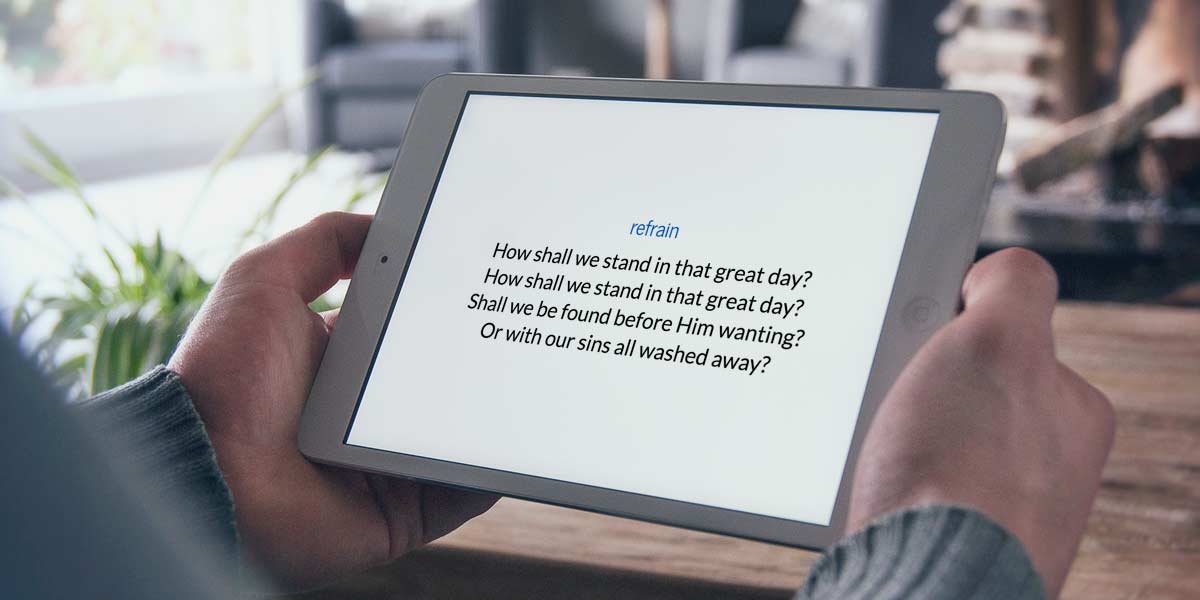 refrain
How shall we stand in that great day?
How shall we stand in that great day?
Shall we be found before Him wanting?
Or with our sins all washed away?